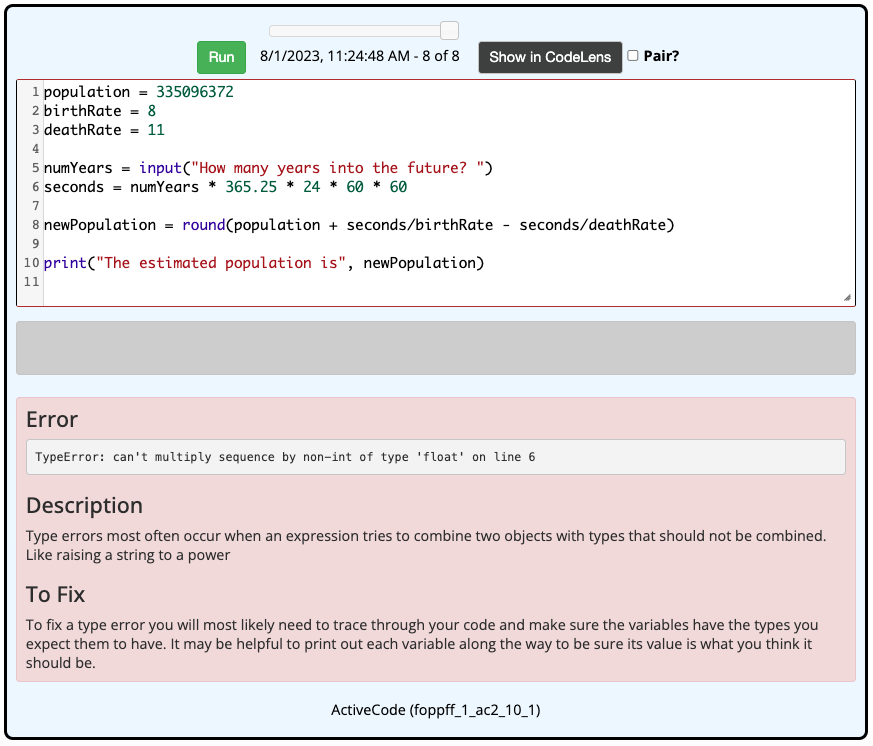 Run 8/1/2023, 11:24:48 AM - 8 of 8 Show in CodeLens Pair?
1 population = 335096372
2 birthRate = 8
3 deathRate = 11
4
5 numYears = input("How many years into the future? ")
6 seconds = numYears * 365.25 * 24 * 60 * 60
7
8 newPopulation = round(population + seconds/birthRate - seconds/deathRate)
9
10 print("The estimated population is", newPopulation)
11
Error
TypeError: can't multiply sequence by non-int of type 'float' on line 6
Description
Type errors most often occur when an expression tries to combine two objects with types that should not be combined.
Like raising a string to a power
To Fix
To fix a type error you will most likely need to trace through your code and make sure the variables have the types you
expect them to have. It may be helpful to print out each variable along the way to be sure its value is what you think it
should be.
ActiveCode (foppff_1_ac2_10_1)